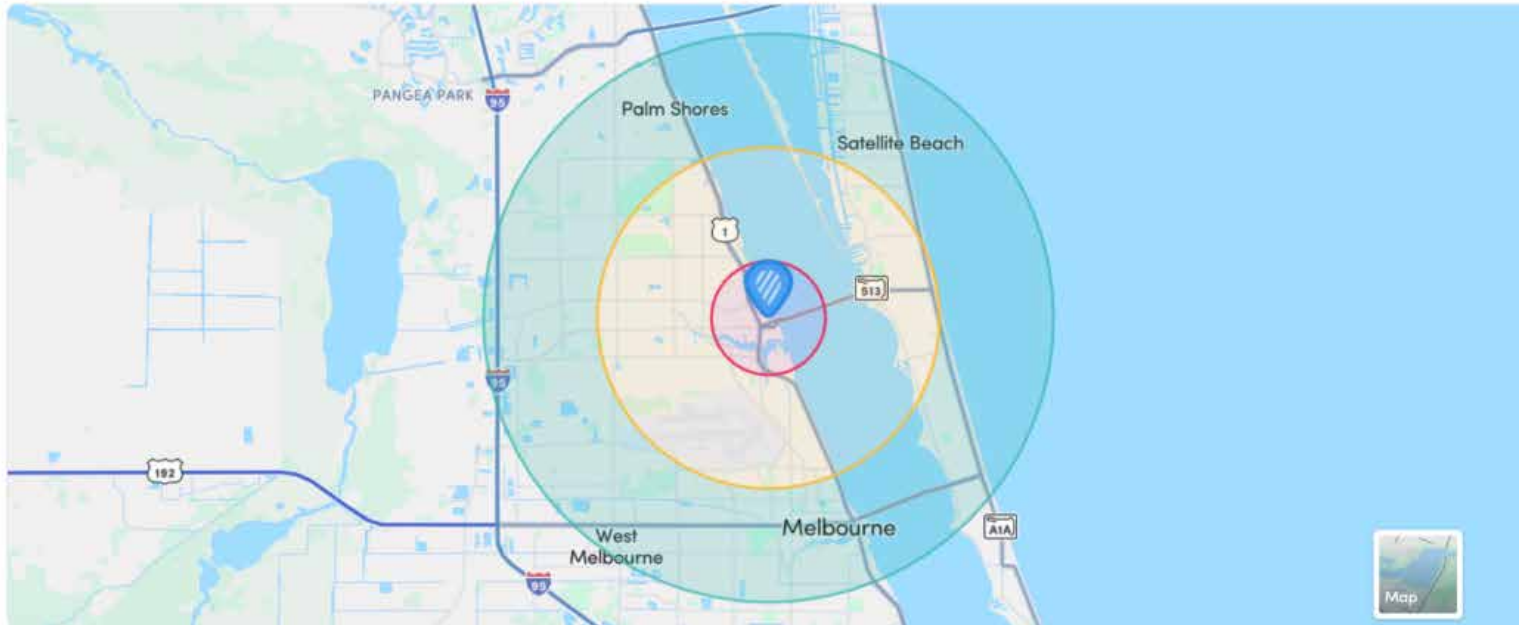 PANGEA PARK
95
Palm Shores
Satellite Beach
1
513
95
192
Melbourne
West
Melbourne
A1A
95
Map